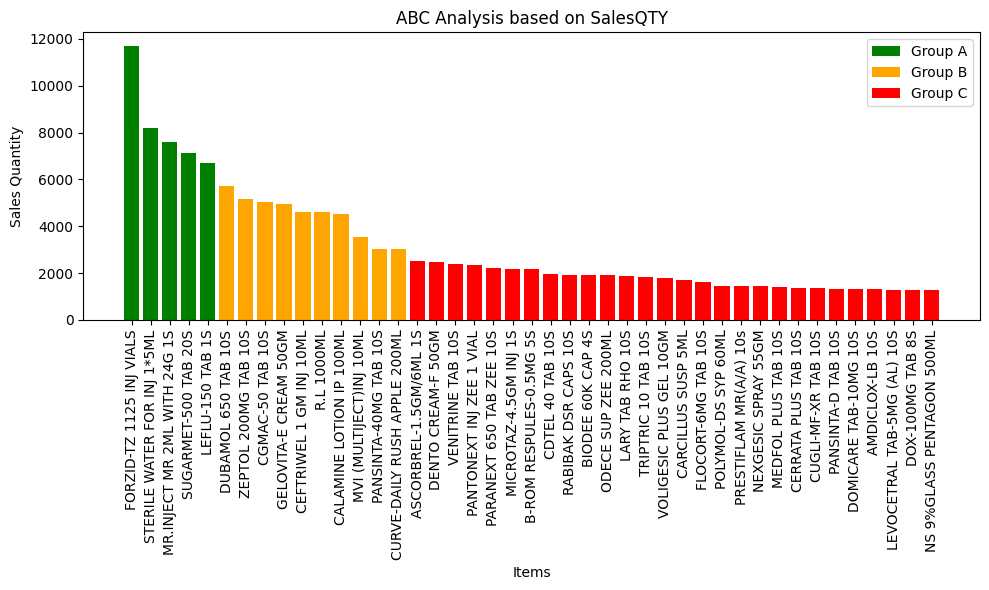 ABC Analysis based on SalesQTY
Group A
Group B
Group C
Sales Quantity
12000
10000
8000
6000
4000
2000
0
FORZID-TZ 1125 INJ VIALS
STERILE WATER FOR INJ 1*5ML
MR.INJECT MR 2ML WITH 24G 1S
SUGARMET-500 TAB 20S
LEFLU-150 TAB 1S
DUBAMOL 650 TAB 10S
ZEPTOL 200MG TAB 10S
CGMAC-50 TAB 10S
GELOVITA-E CREAM 50GM
CEFTRIWEL 1 GM INJ 10ML
R.L 1000ML
CALAMINE LOTION IP 100ML
MVI (MULTIJECT)INJ 10ML
PANSINTA-40MG TAB 10S
CURVE-DAILY RUSH APPLE 200ML
ASCORBREL-1.5GM/6ML 1S
DENTO CREAM-F 50GM
VENITRINE TAB 10S
PANTONEXT INJ ZEE 1 VIAL
PARANEXT 650 TAB ZEE 10S
MICROTAZ-4.5GM INJ 1S
B-ROM RESPULES-0.5MG 5S
CDTEL 40 TAB 10S
RABIBAK DSR CAPS 10S
BIODEE 60K CAP 4S
ODECE SUP ZEE 200ML
LARY TAB RHO 10S
TRIPTRIC 10 TAB 10S
VOLIGESIC PLUS GEL 10GM
CARCILLUS SUSP 5ML
FLOCORT-6MG TAB 10S
POLYMOL-DS SYP 60ML
PRESTIFLAM MR(A/A) 10s
NEXGESIC SPRAY 55GM
MEDFOL PLUS TAB 10S
CERRATA PLUS TAB 10S
CUGLI-MF-XR TAB 10S
PANSINTA-D TAB 10S
DOMICARE TAB-10MG 10S
AMDICLOX-LB 10S
LEVOCETRAL TAB-5MG (AL) 10S
DOX-100MG TAB 8S
NS 9%GLASS PENTAGON 500ML
Items